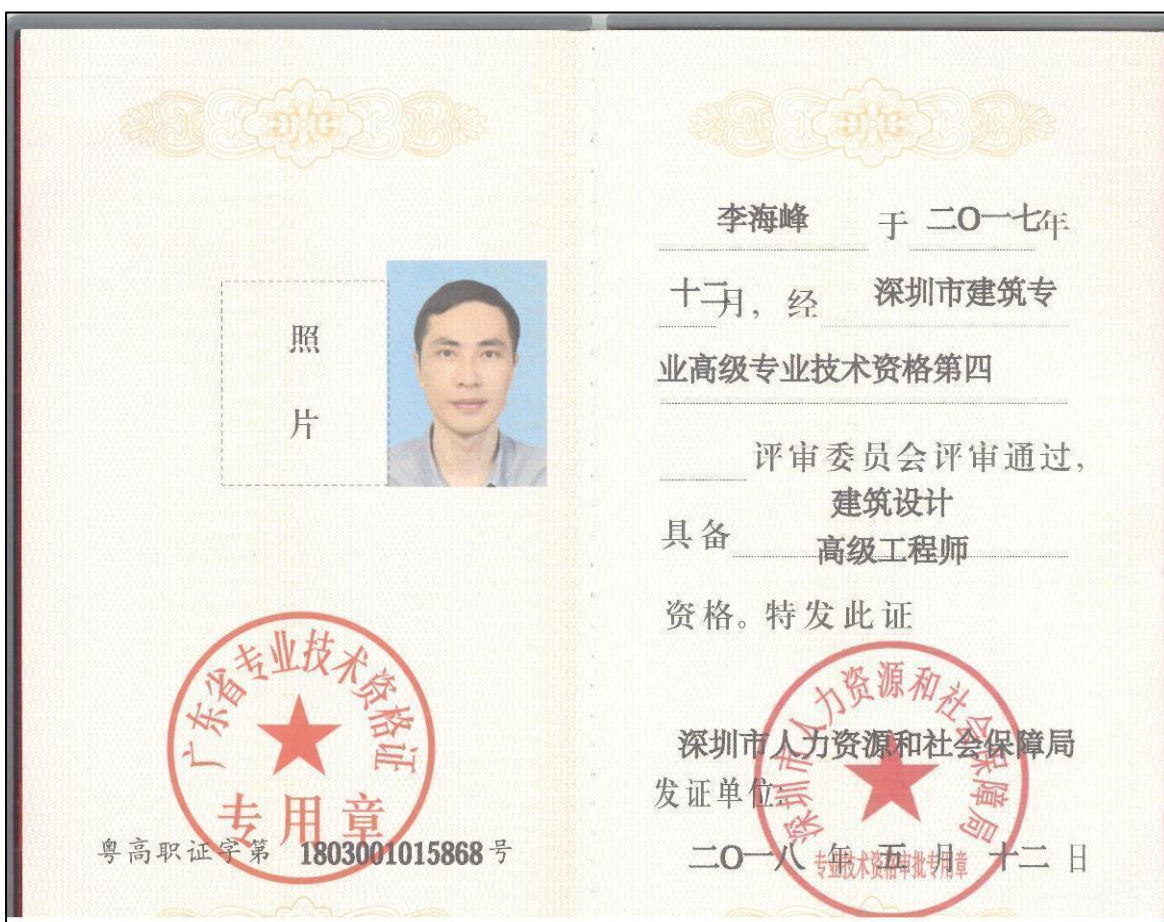 照
片
广东省专业技术资格证
专用章
粤高职证字第 1803001015868 号
李海峰 于 二O一七年
十二月，经 深圳市建筑专
业高级专业技术资格第四
评审委员会评审通过，
建筑设计
具备 高级工程师
资格。特发此证
深圳市人力资源和社会保障局
深圳市人力资源和社会保障局
发证单位：
专业技术资格审批专用章
二O一八 年 五 月 十二 日